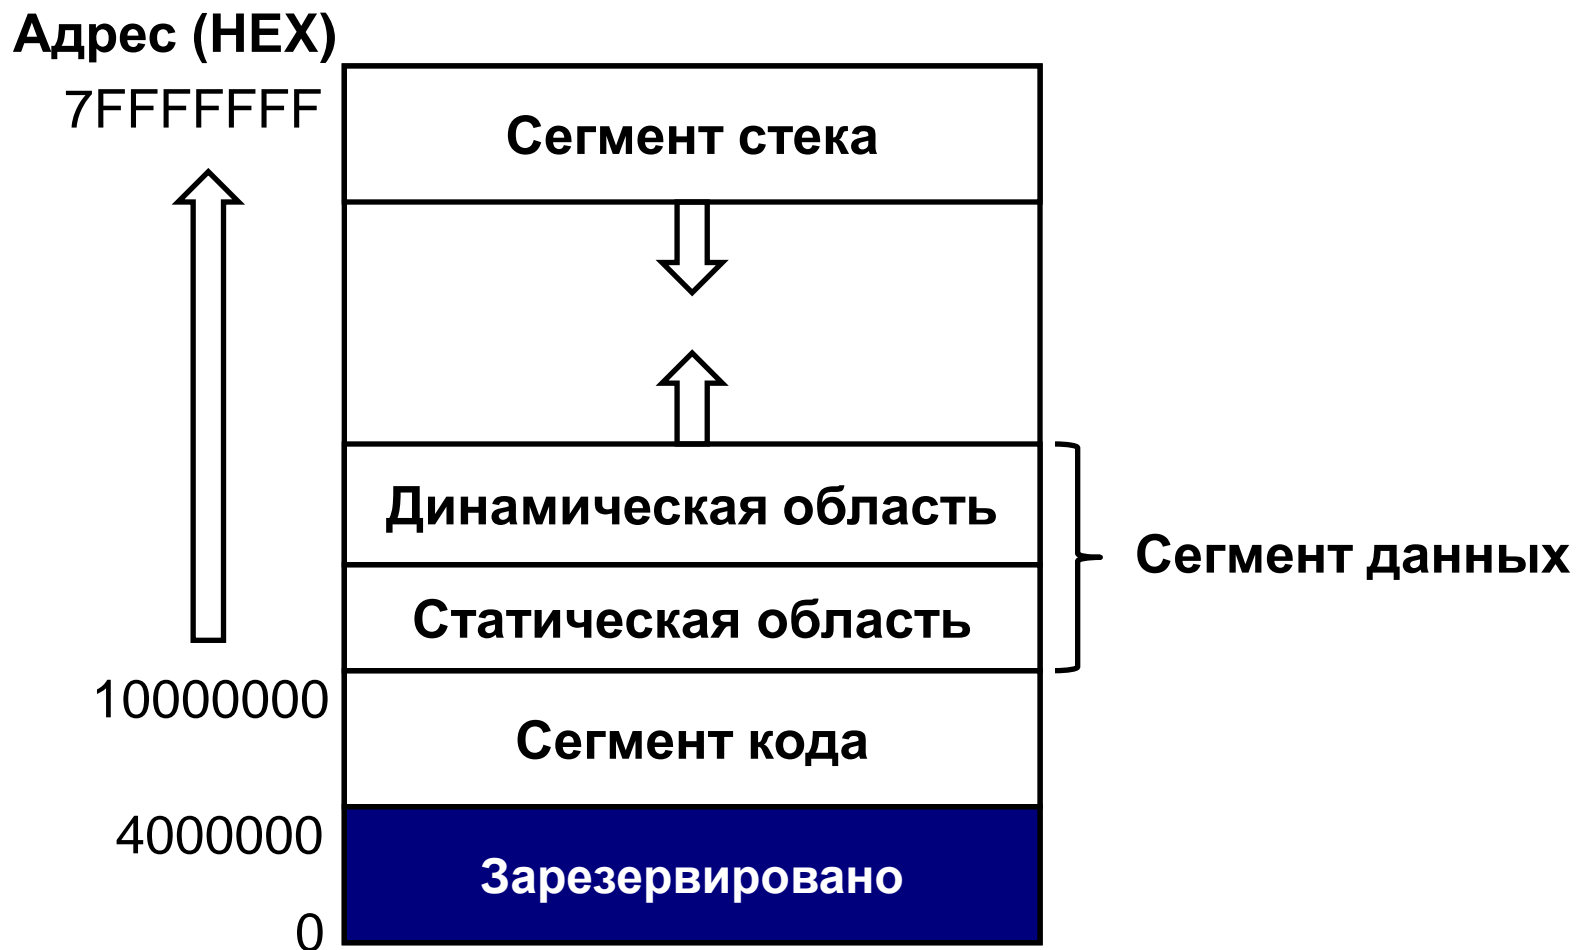 Адрес (HEX)
7FFFFFFF
Сегмент стека
Динамическая область
Сегмент данных
Статическая область
10000000
Сегмент кода
4000000
Зарезервировано
0